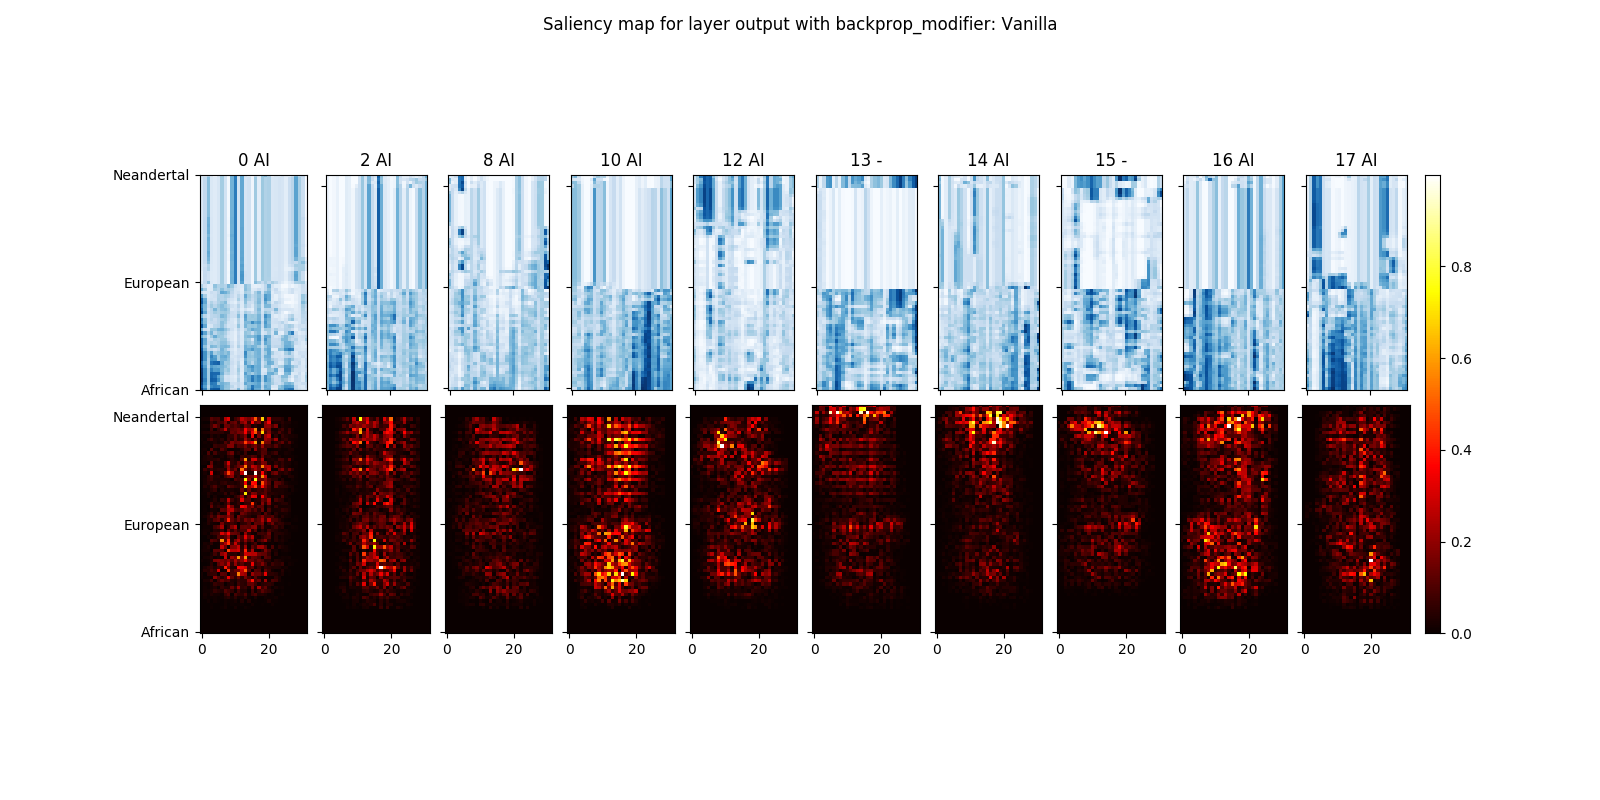 Saliency map for layer output with backprop_modifier: Vanilla
0 AI 2 AI 8 AI 10 AI 12 AI 13 - 14 AI 15 - 16 AI 17 AI
Neandertal
European
African
Neandertal
European
African
0 20 0 20 0 20 0 20 0 20 0 20 0 20 0 20 0 20 0 20
0.8
0.6
0.4
0.2
0.0